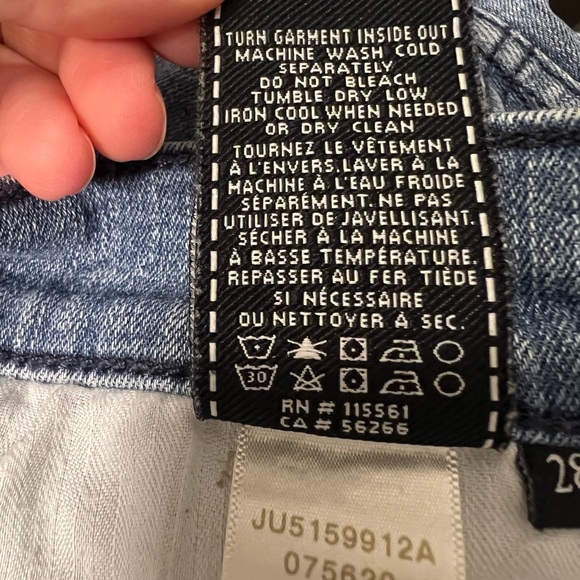 TURN GARMENT INSIDE OUT
MACHINE WASH COLD
SEPARATELY
DO NOT BLEACH
TUMBLE DRY LOW
IRON COOL WHEN NEEDED
OR DRY CLEAN
TOURNEZ LE VÊTEMENT
À L'ENVERS.LAVER À LA
MACHINE À L'EAU FROIDE
SÉPARÉMENT. NE PAS
UTILISER DE JAVELLISANT.
SÉCHER À LA MACHINE
À BASSE TEMPÉRATURE.
REPASSER AU FER TIÈDE
SI NÉCESSAIRE
OU NETTOYER À SEC.
30
RN # 115561
CA # 56266
28
JU5159912A